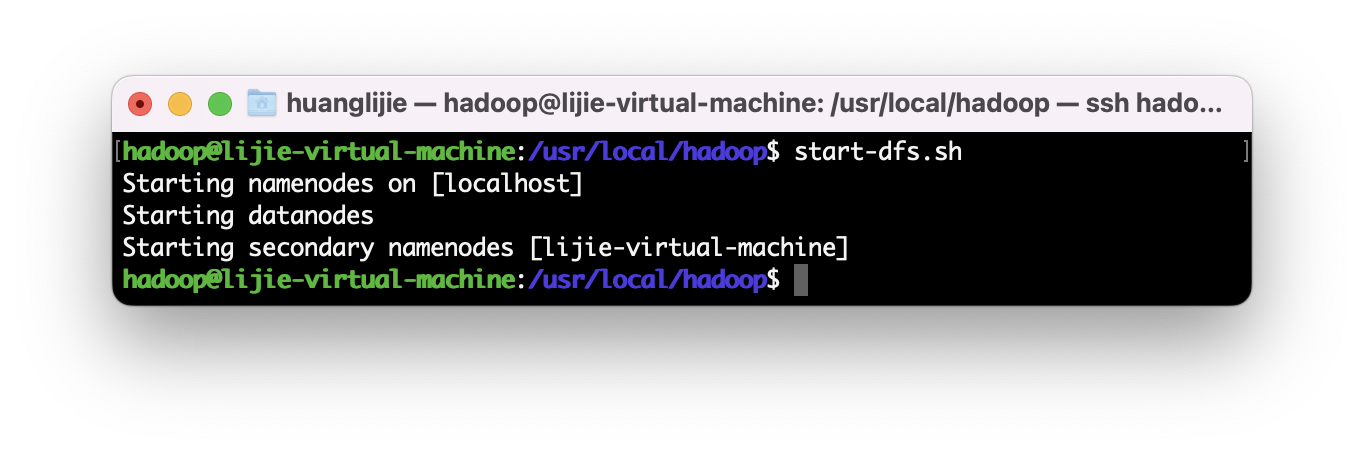 huanglijie — hadoop@lijie-virtual-machine: /usr/local/hadoop — ssh hado...
[hadoop@lijie-virtual-machine:/usr/local/hadoop$ start-dfs.sh ]
Starting namenodes on [localhost]
Starting datanodes
Starting secondary namenodes [lijie-virtual-machine]
hadoop@lijie-virtual-machine:/usr/local/hadoop$